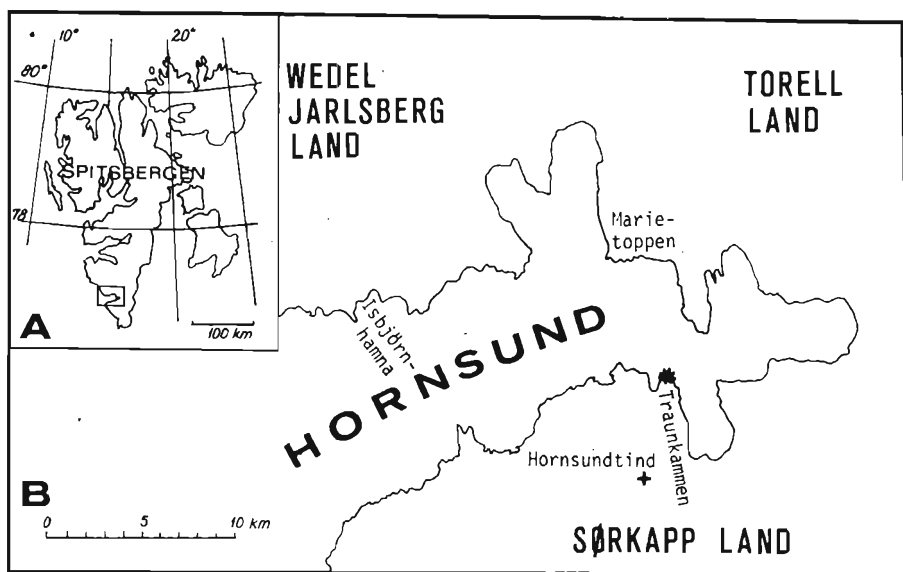 10°
20°
80°
SPITSBERGEN
78
A
100 km
WEDEL
JARLSBERG
LAND
TORELL
LAND
Marie-
toppen
Isbjörn-
hamna
HORNSUND
Traunkammen
Hornsundtind
B
0 5 10 km
SØRKAPP LAND